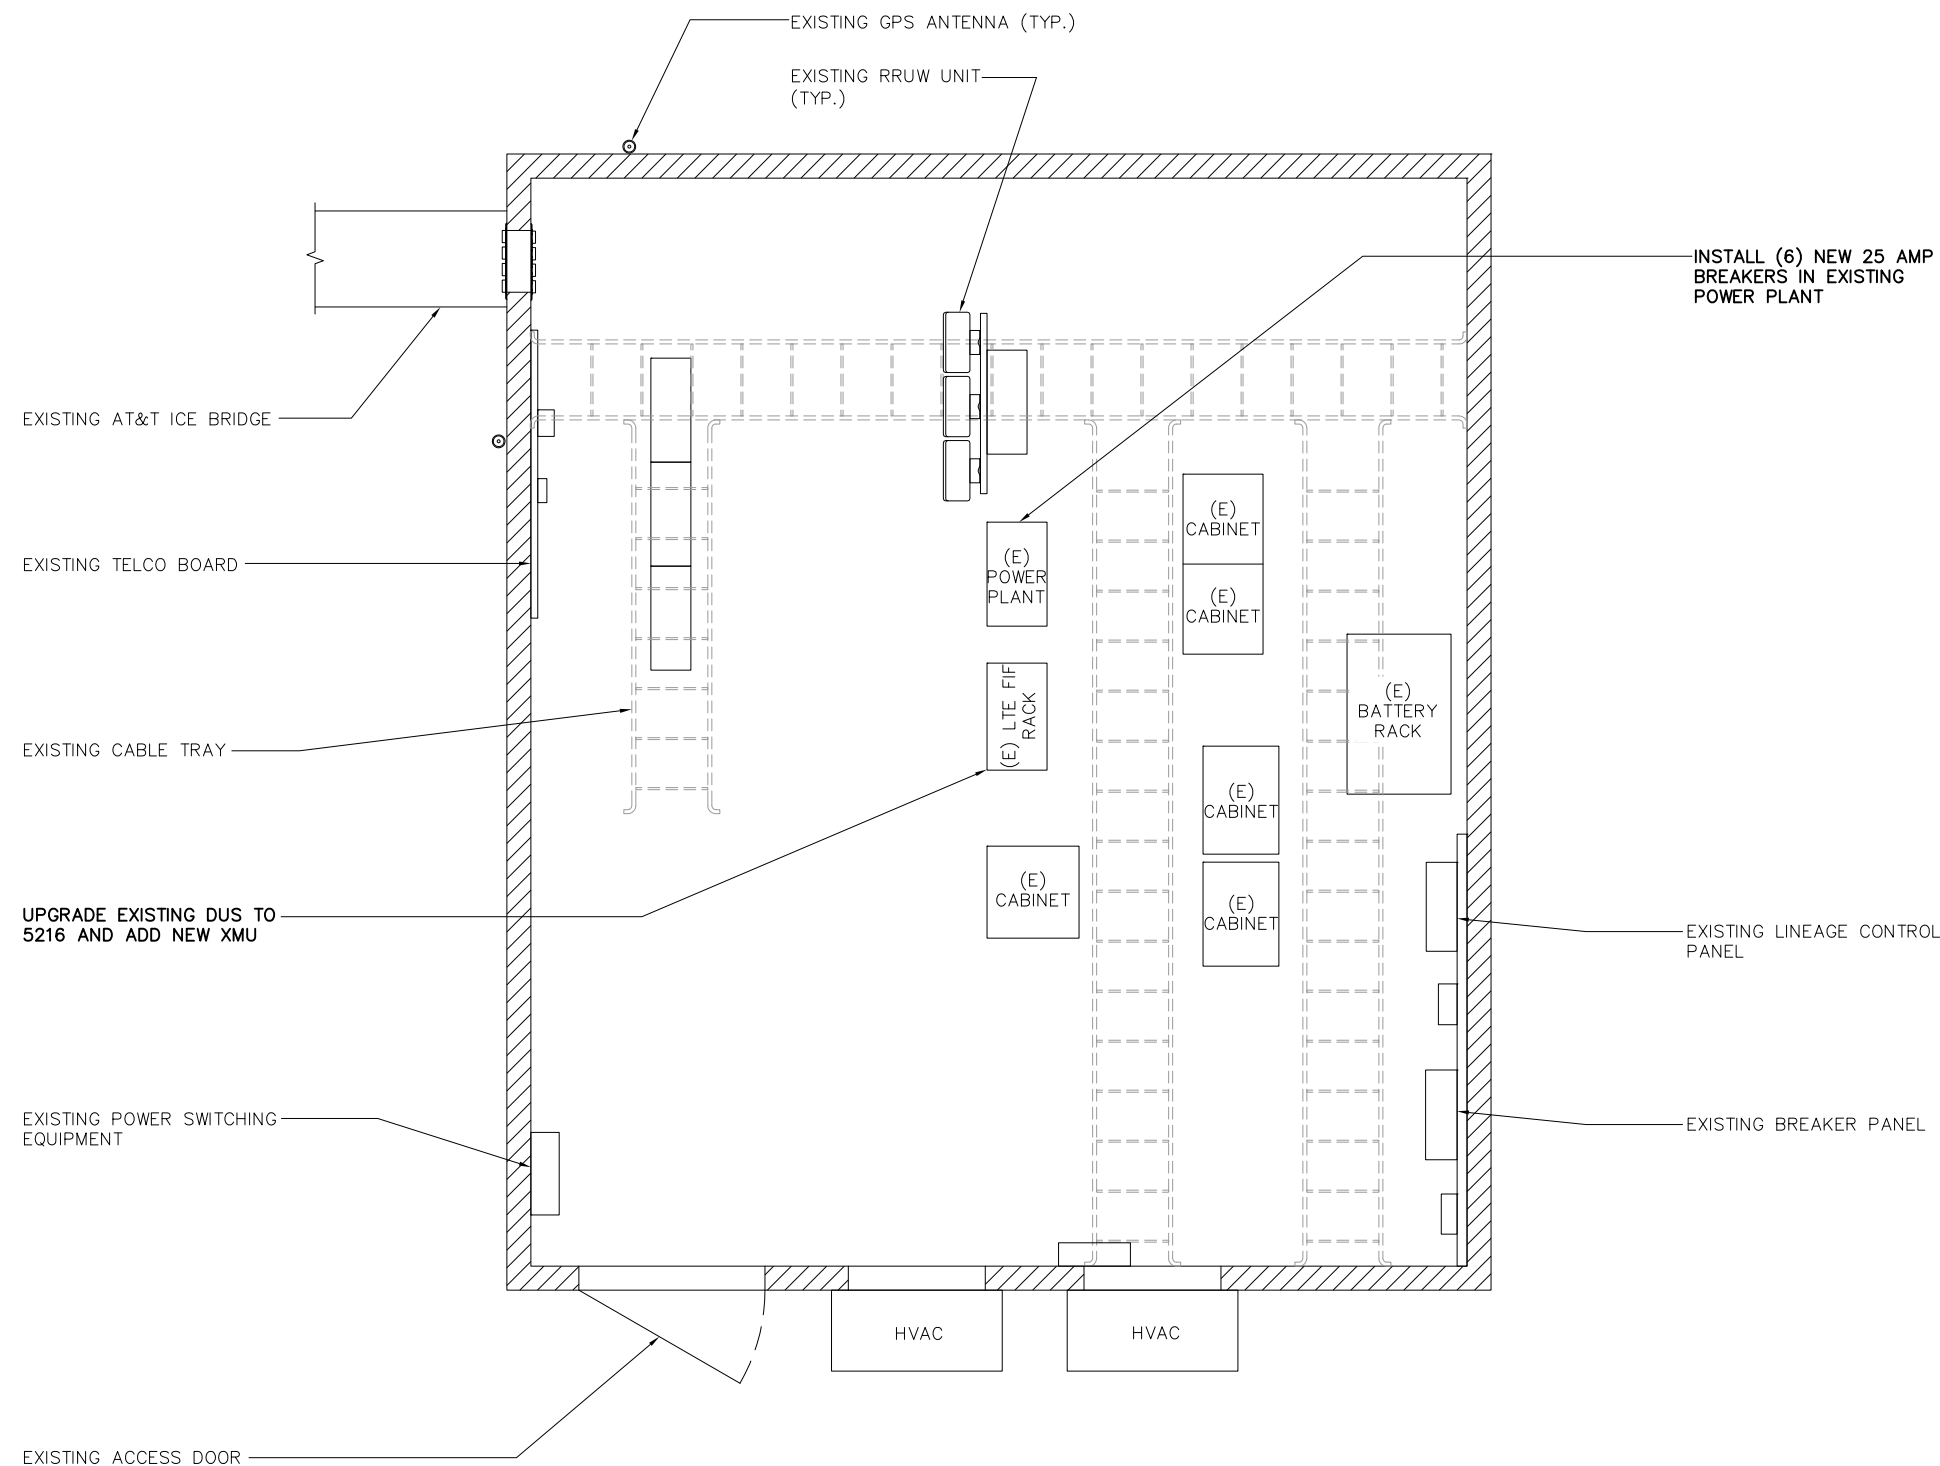 EXISTING GPS ANTENNA (TYP.)
EXISTING RRUW UNIT
(TYP.)
INSTALL (6) NEW 25 AMP
BREAKERS IN EXISTING
POWER PLANT
EXISTING AT&T ICE BRIDGE
EXISTING TELCO BOARD
(E)
POWER
PLANT
(E)
CABINET
(E)
CABINET
(E) LTE FIF
RACK
(E)
BATTERY
RACK
EXISTING CABLE TRAY
(E)
CABINET
(E)
CABINET
(E)
CABINET
UPGRADE EXISTING DUS TO
5216 AND ADD NEW XMU
EXISTING LINEAGE CONTROL
PANEL
EXISTING POWER SWITCHING
EQUIPMENT
EXISTING BREAKER PANEL
HVAC
HVAC
EXISTING ACCESS DOOR